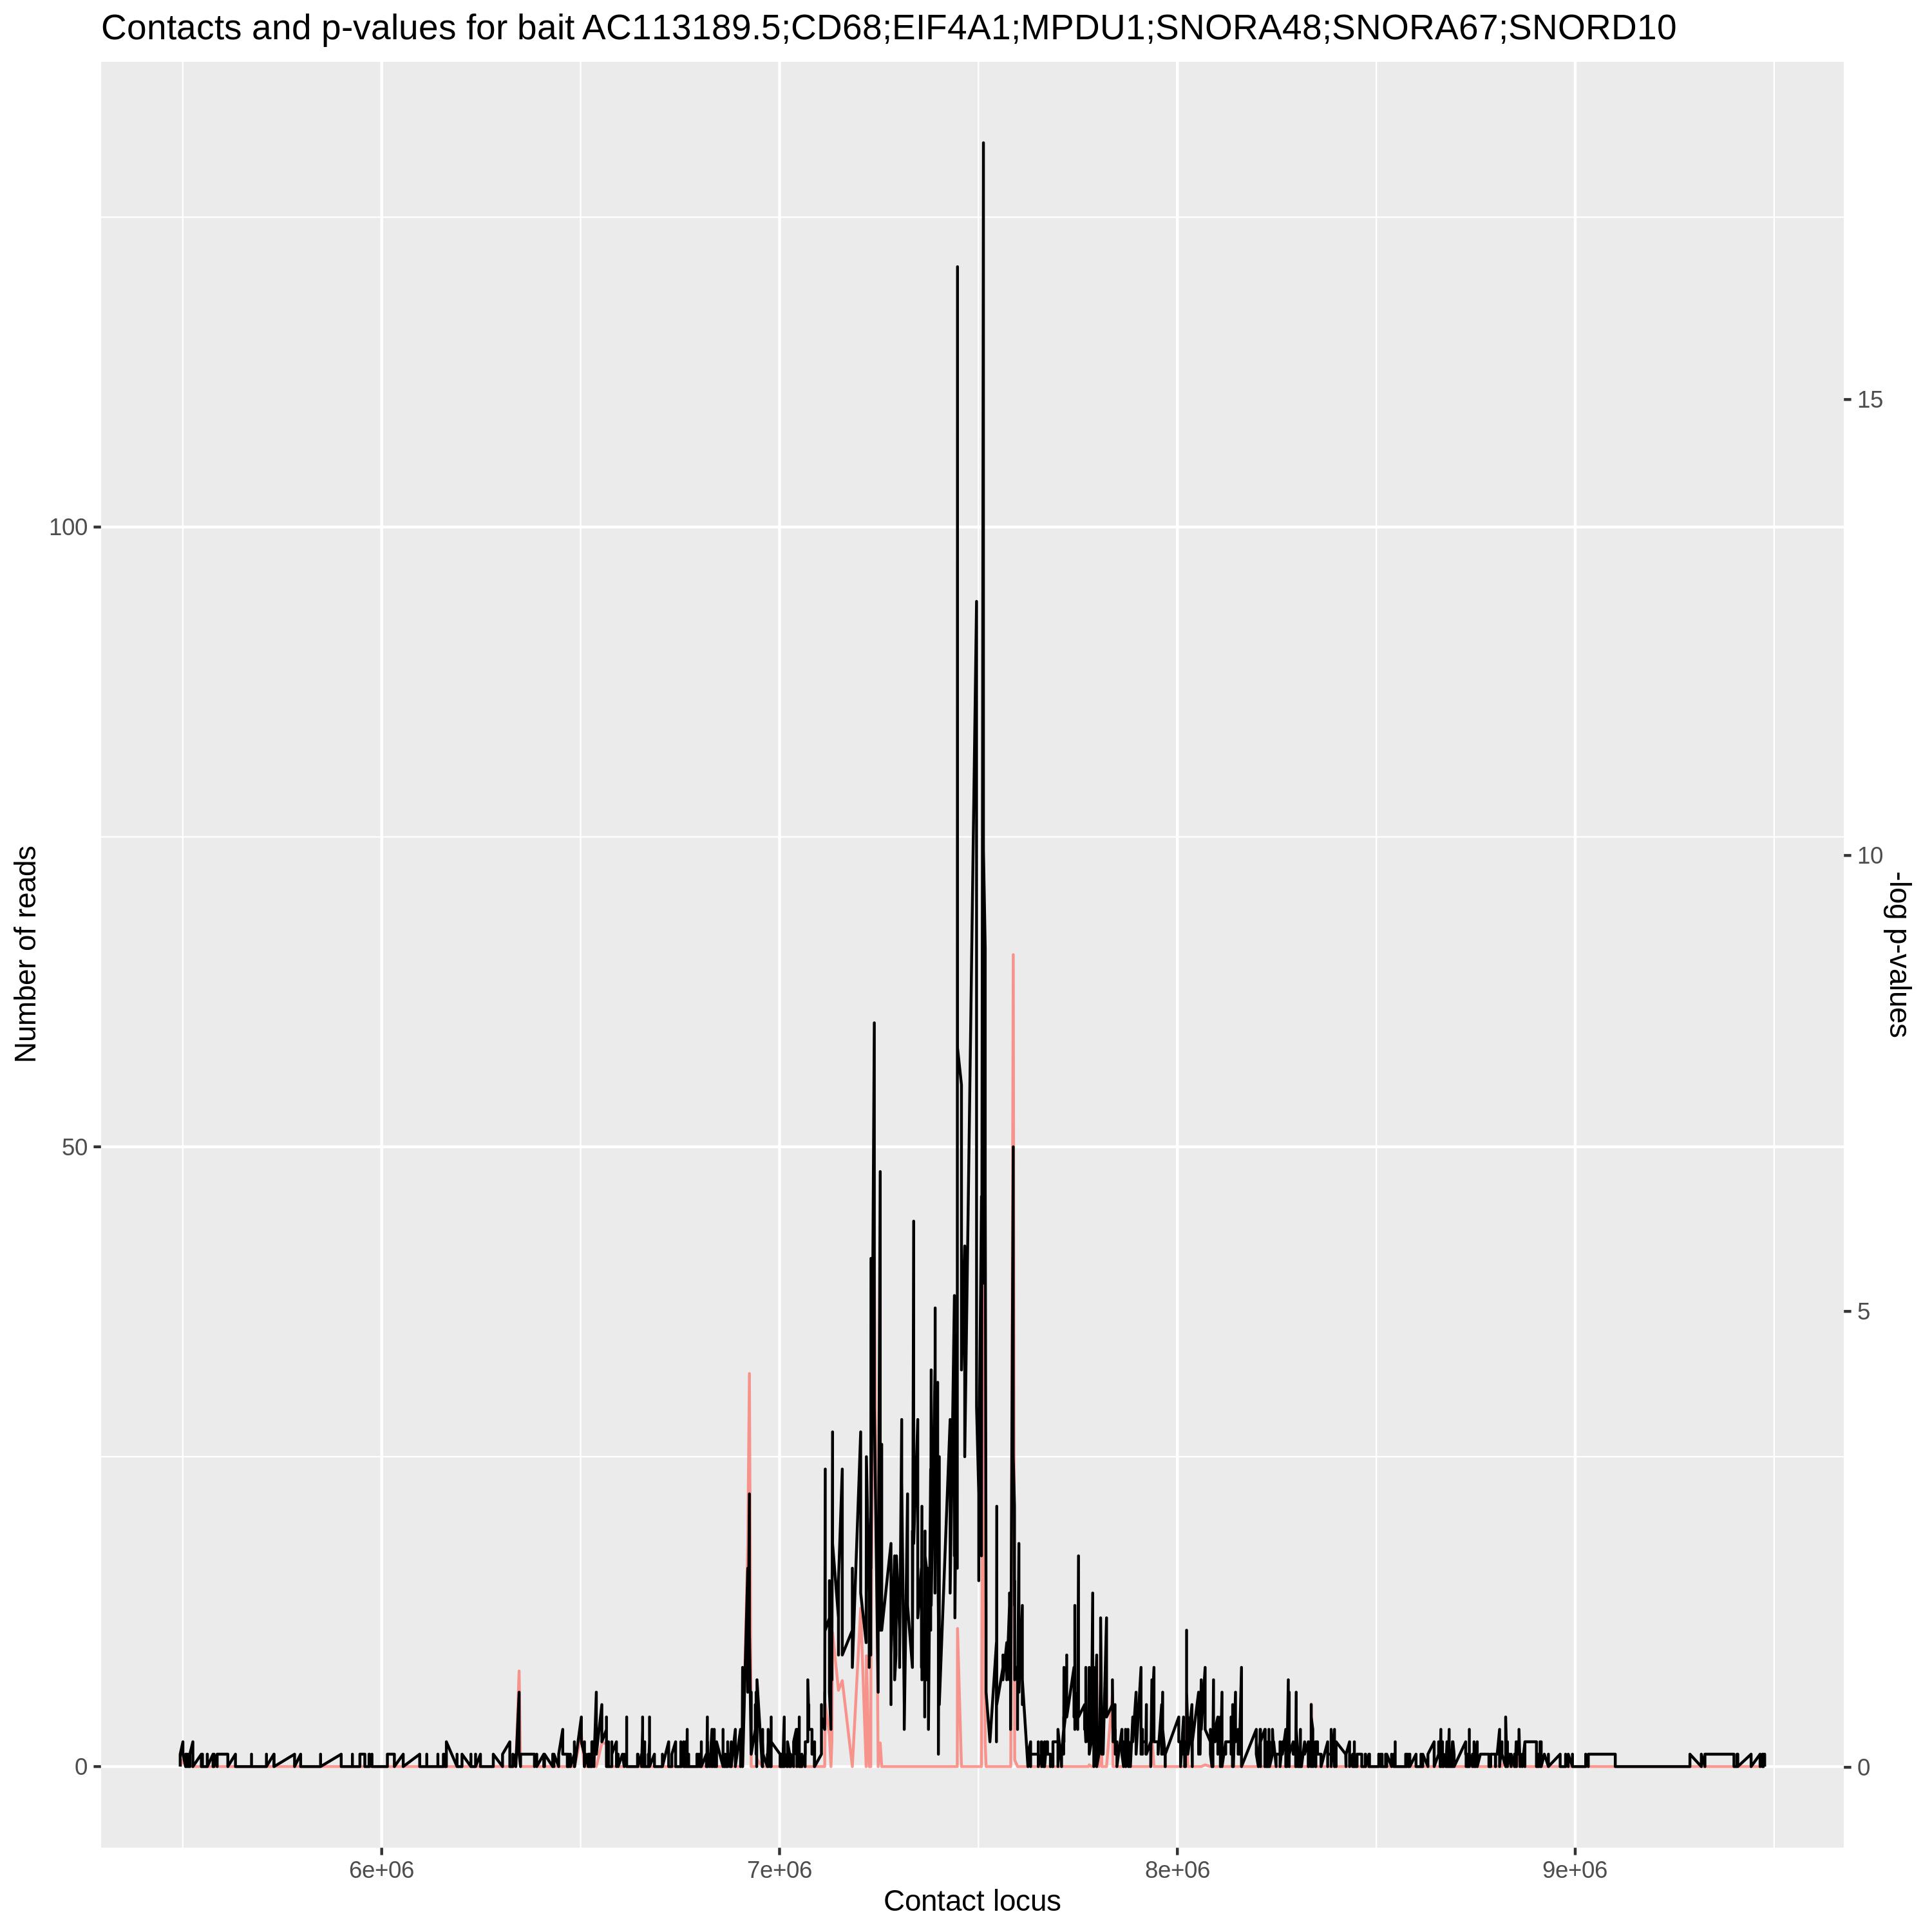 Contacts and p-values for bait AC113189.5;CD68;EIF4A1;MPDU1;SNORA48;SNORA67;SNORD10
15
100
10
Number of reads
-log p-values
50
5
0
0
6e+06
7e+06
8e+06
9e+06
Contact locus